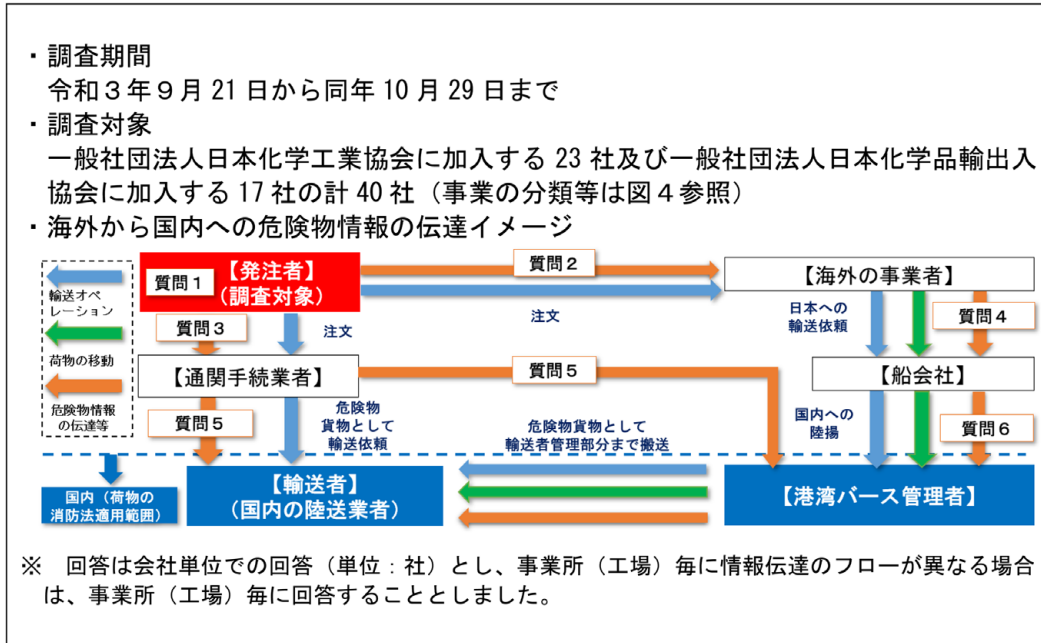 ・調査期間
令和３年９月 21 日から同年 10 月 29 日まで
・調査対象
一般社団法人日本化学工業協会に加入する 23 社及び一般社団法人日本化学品輸出入
協会に加入する 17 社の計 40 社（事業の分類等は図４参照）
・海外から国内への危険物情報の伝達イメージ
輸送オペ
レーション
荷物の移動
危険物情報
の伝達等
質問１
【発注者】
（調査対象）
質問２
注文
【海外の事業者】
質問３
注文
日本への
輸送依頼
質問４
【通関手続業者】
質問５
【船会社】
質問５
危険物
貨物として
輸送依頼
危険物貨物として
輸送者管理部分まで搬送
国内への
陸揚
質問６
国内（荷物の
消防法適用範囲）
【輸送者】
（国内の陸送業者）
【港湾バース管理者】
※　回答は会社単位での回答（単位：社）とし、事業所（工場）毎に情報伝達のフローが異なる場合
は、事業所（工場）毎に回答することとしました。